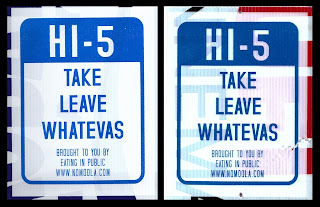 HI-5
TAKE
LEAVE
WHATEVAS
BROUGHT TO YOU BY
EATING IN PUBLIC
WWW.NOMOOLA.COM
HI-5
TAKE
LEAVE
WHATEVAS
BROUGHT TO YOU BY
EATING IN PUBLIC
WWW.NOMOOLA.COM